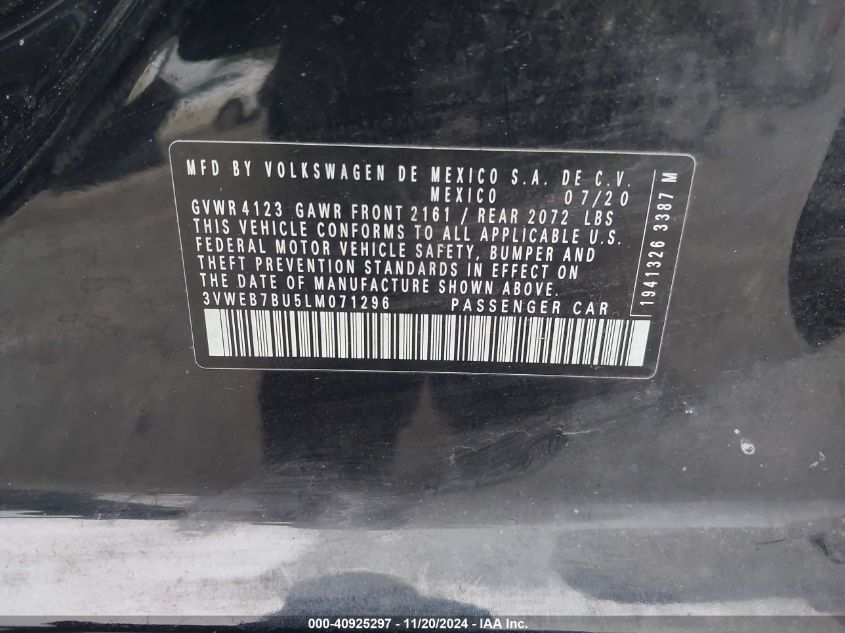 MFD BY VOLKSWAGEN DE MEXICO S.A. DE C.V.
MEXICO 07/20
GVWR 4123 GAWR FRONT 2161 / REAR 2072 LBS
THIS VEHICLE CONFORMS TO ALL APPLICABLE U.S.
FEDERAL MOTOR VEHICLE SAFETY, BUMPER AND
THEFT PREVENTION STANDARDS IN EFFECT ON
THE DATE OF MANUFACTURE SHOWN ABOVE.
3VWEB7BU5LM071296 PASSENGER CAR
1941326 3387 M
000-40925297 - 11/20/2024 - IAA Inc.